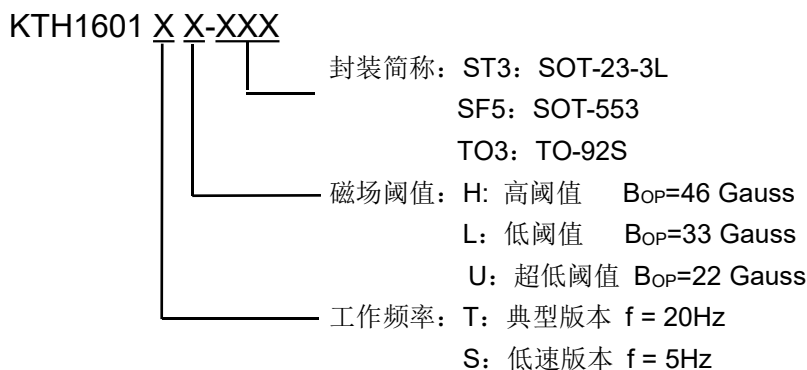 KTH1601 X X-XXX
封装简称：ST3：SOT-23-3L
SF5：SOT-553
TO3：TO-92S
磁场阈值：H: 高阈值 BOP=46 Gauss
L：低阈值 BOP=33 Gauss
U：超低阈值 BOP=22 Gauss
工作频率：T：典型版本 f = 20Hz
S：低速版本 f = 5Hz